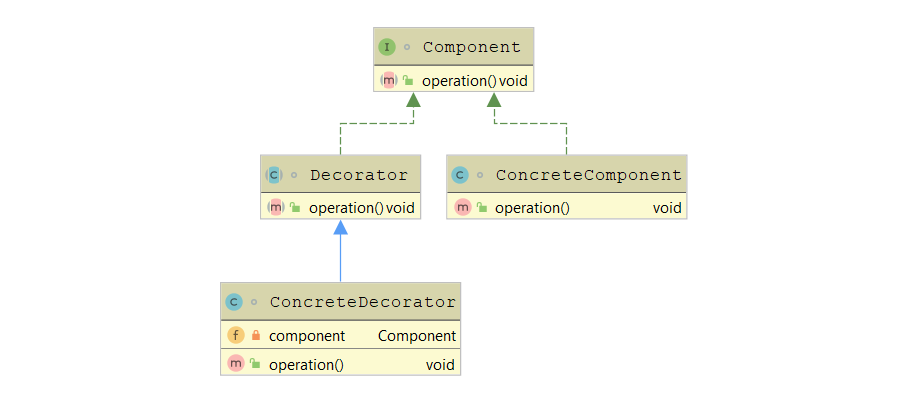 I Component
m operation() void
C Decorator
C ConcreteComponent
m operation() void
m operation() void
C ConcreteDecorator
f component Component
m operation() void